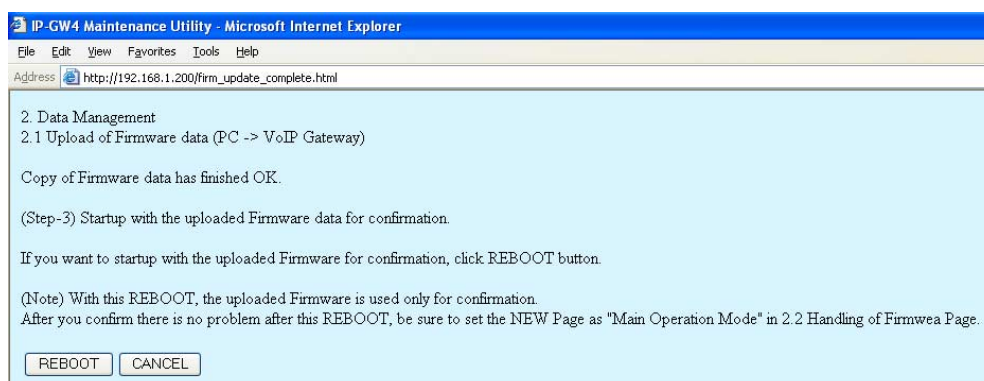 IP-GW4 Maintenance Utility - Microsoft Internet Explorer
File Edit View Favorites Tools Help
Address http://192.168.1.200/firm_update_complete.html
2. Data Management
2.1 Upload of Firmware data (PC -> VoIP Gateway)
Copy of Firmware data has finished OK.
(Step-3) Startup with the uploaded Firmware data for confirmation.
If you want to startup with the uploaded Firmware for confirmation, click REBOOT button.
(Note) With this REBOOT, the uploaded Firmware is used only for confirmation.
After you confirm there is no problem after this REBOOT, be sure to set the NEW Page as "Main Operation Mode" in 2.2 Handling of Firmwea Page.
REBOOT CANCEL